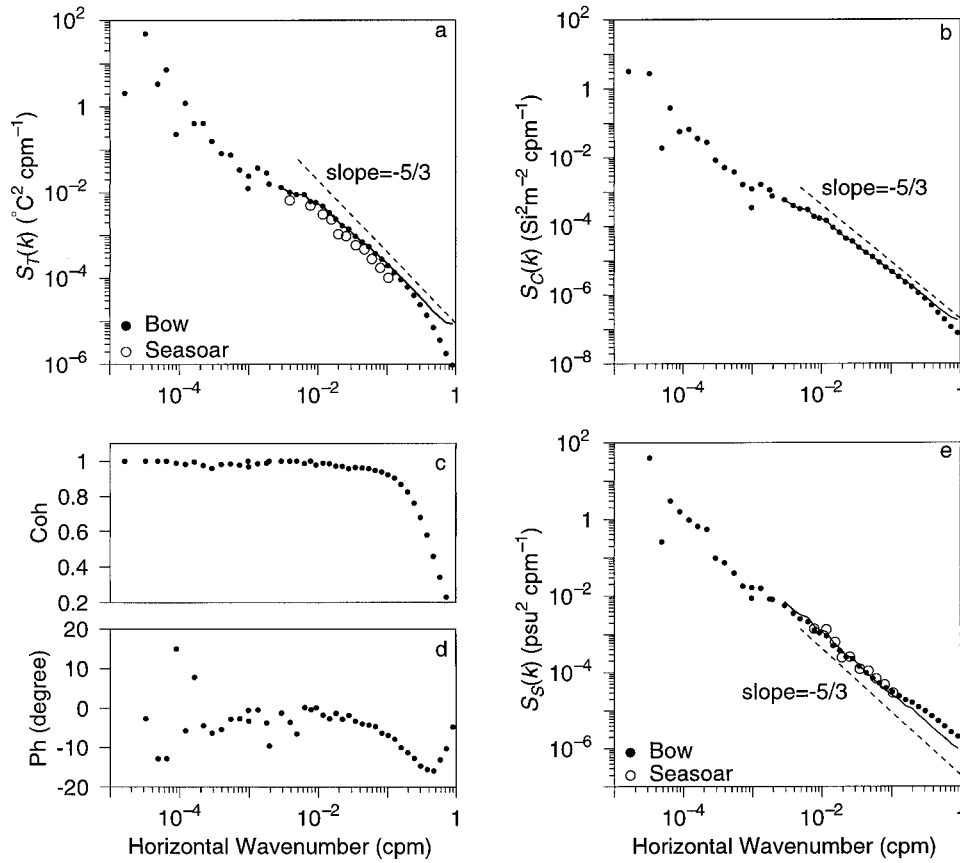 a
10²
1
10⁻²
10⁻⁴
10⁻⁶
S_T(k) (°C² cpm⁻¹)
slope=-5/3
Bow
Seasoar
10⁻⁴ 10⁻² 1
b
10²
1
10⁻²
10⁻⁴
10⁻⁶
10⁻⁸
S_C(k) (Si²m⁻² cpm⁻¹)
slope=-5/3
10⁻⁴ 10⁻² 1
c
1
0.8
0.6
0.4
0.2
Coh
d
20
10
0
-10
-20
Ph (degree)
10⁻⁴ 10⁻² 1
Horizontal Wavenumber (cpm)
e
10²
1
10⁻²
10⁻⁴
10⁻⁶
S_S(k) (psu² cpm⁻¹)
slope=-5/3
Bow
Seasoar
10⁻⁴ 10⁻² 1
Horizontal Wavenumber (cpm)